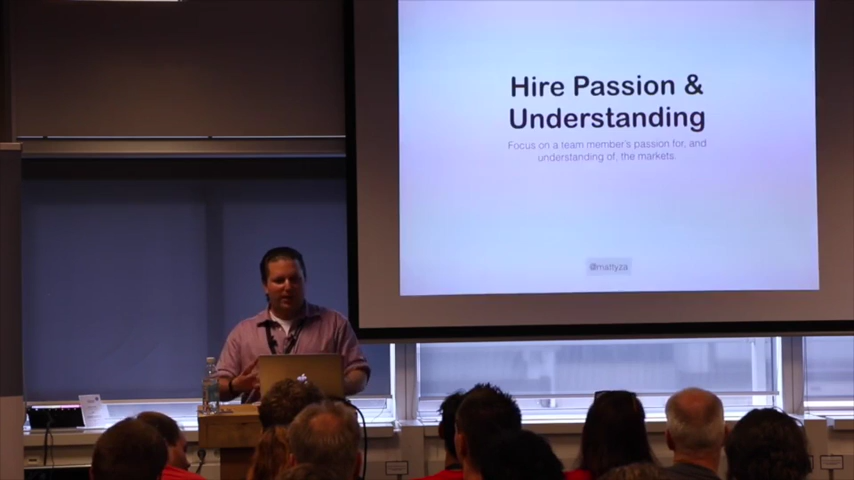 Hire Passion &
Understanding
Focus on a team member's passion for, and
understanding of, the markets.
@mattyza